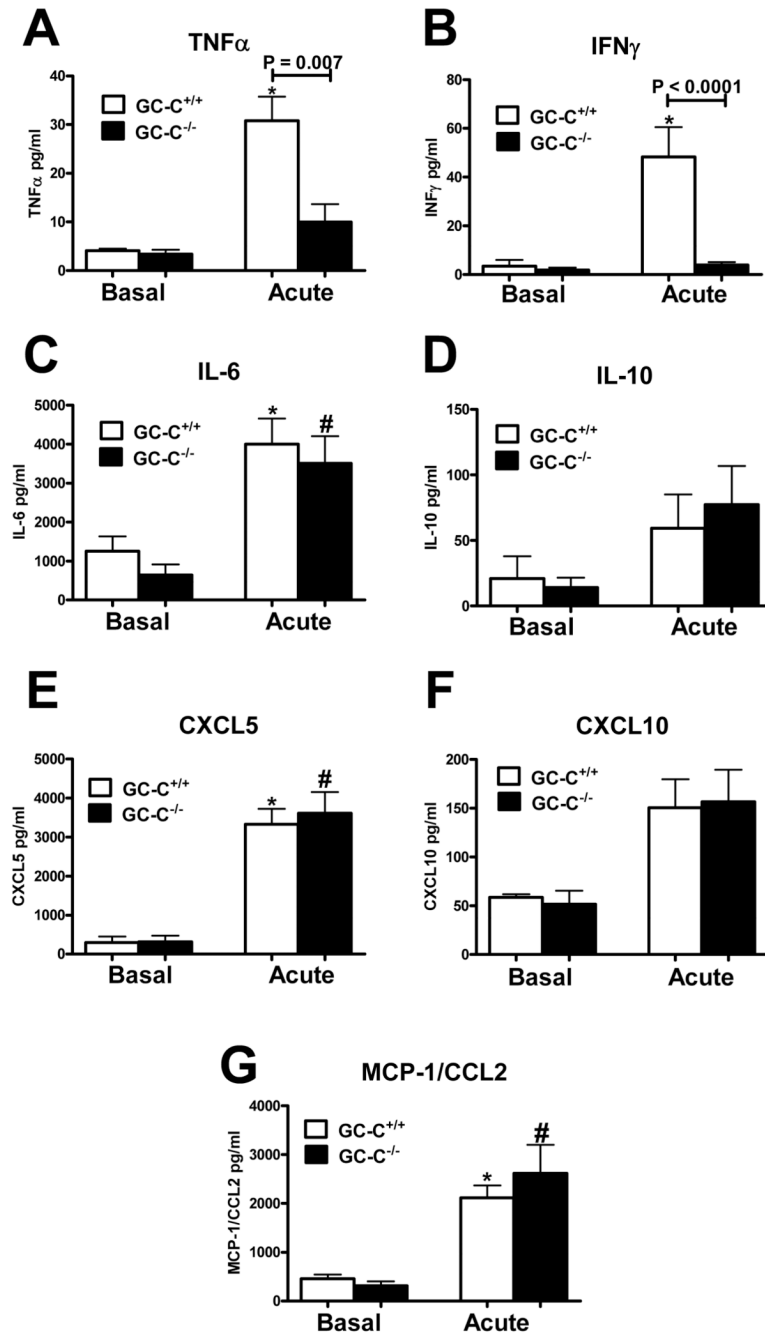 A
TNFα
P = 0.007
40
30
20
10
0
TNFα pg/ml
GC-C+/+
GC-C-/-
*
Basal
Acute
B
IFNγ
P < 0.0001
80
60
40
20
0
INFγ pg/ml
GC-C+/+
GC-C-/-
*
Basal
Acute
C
IL-6
5000
4000
3000
2000
1000
0
IL-6 pg/ml
GC-C+/+
GC-C-/-
*
#
Basal
Acute
D
IL-10
150
100
50
0
IL-10 pg/ml
GC-C+/+
GC-C-/-
Basal
Acute
E
CXCL5
5000
4000
3000
2000
1000
0
CXCL5 pg/ml
GC-C+/+
GC-C-/-
*
#
Basal
Acute
F
CXCL10
200
150
100
50
0
CXCL10 pg/ml
GC-C+/+
GC-C-/-
Basal
Acute
G
MCP-1/CCL2
4000
3000
2000
1000
0
MCP-1/CCL2 pg/ml
GC-C+/+
GC-C-/-
*
#
Basal
Acute